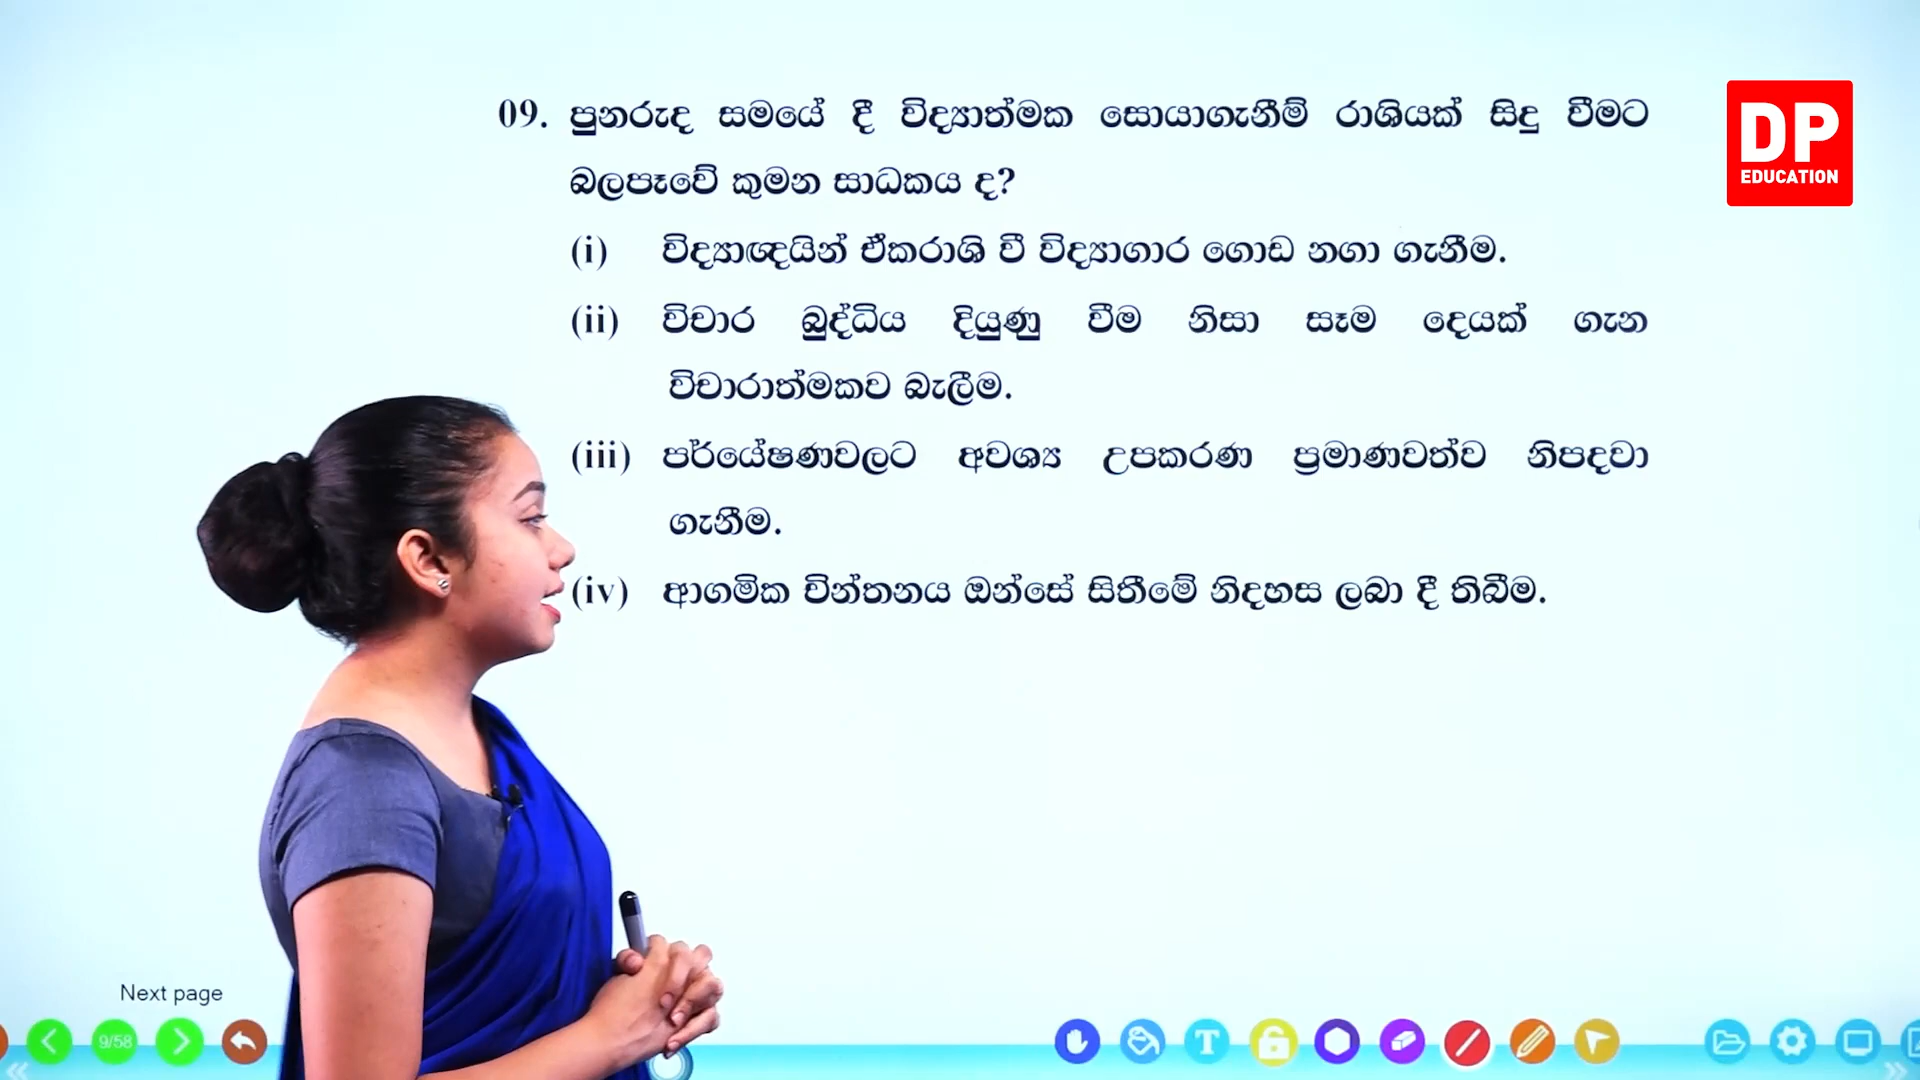 09. පුනරුද සමයේ දී විද්‍යාත්මක සොයාගැනීම් රාශියක් සිදු වීමට
බලපෑවේ කුමන සාධකය ද?
(i) විද්‍යාඥයින් ඒකරාශි වී විද්‍යාගාර ගොඩ නගා ගැනීම.
(ii) විචාර බුද්ධිය දියුණු වීම නිසා සෑම දෙයක් ගැන
විචාරාත්මකව බැලීම.
(iii) පර්යේෂණවලට අවශ්‍ය උපකරණ ප්‍රමාණවත්ව නිපදවා
ගැනීම.
(iv) ආගමික චින්තනය ඔස්සේ සිතීමේ නිදහස ලබා දී තිබීම.
DP
EDUCATION
Next page
9/58
T